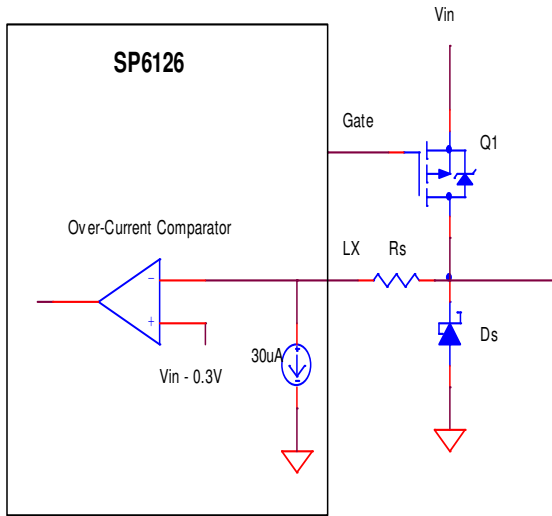 Vin
SP6126
Gate
Q1
Over-Current Comparator
LX Rs
−
+
30uA
Ds
Vin - 0.3V